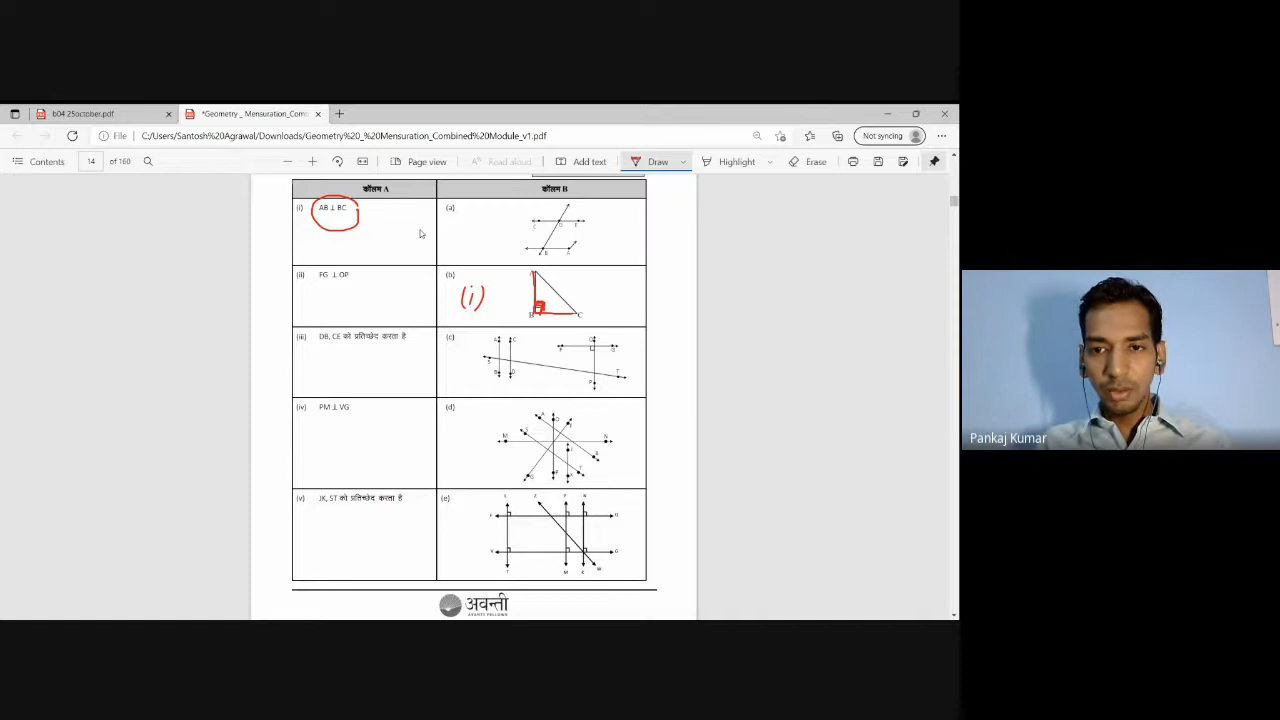 b04 25october.pdf
*Geometry _ Mensuration_Comb
File
C:/Users/Santosh%20Agrawal/Downloads/Geometry%20_%20Mensuration_Combined%20Module_v1.pdf
Not syncing
Contents
14 of 160
Page view
Read aloud
Add text
Draw
Highlight
Erase
कॉलम A
कॉलम B
(i) AB ⊥ BC
(a)
C D E
B A
(ii) FG ⊥ OP
(b)
(i)
A
B C
(iii) DB, CE को प्रतिच्छेद करता है
(c)
(iv) PM ⊥ VG
(d)
M N
(v) JK, ST को प्रतिच्छेद करता है
(e)
अवन्ती
AVANTI FELLOWS
Pankaj Kumar